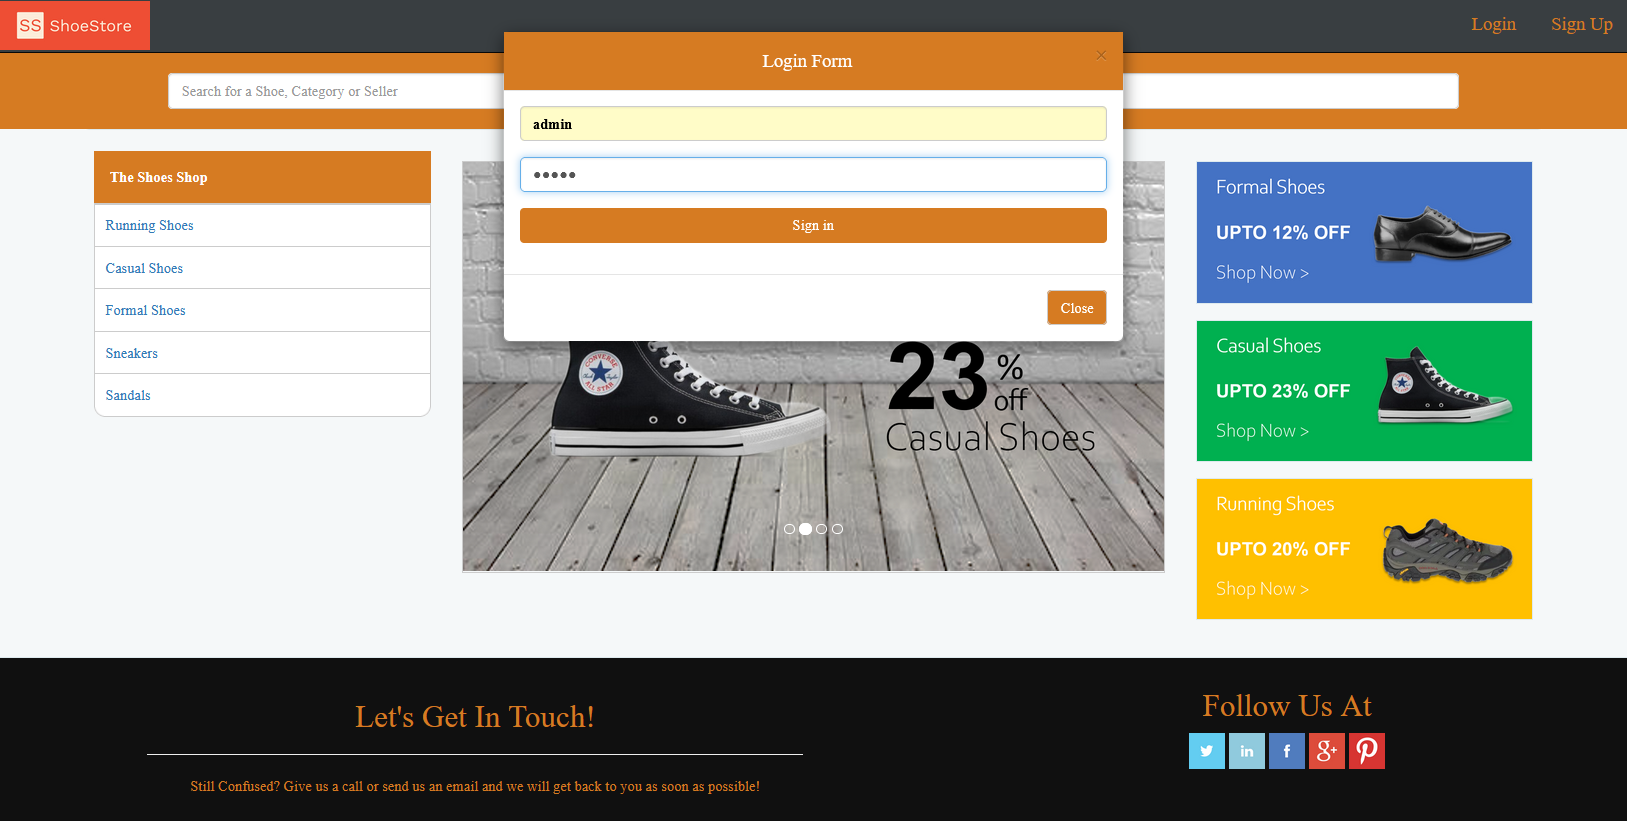 SS ShoeStore
Login
Sign Up
Login Form
×
Search for a Shoe, Category or Seller
admin
•••••
Sign in
Close
The Shoes Shop
Running Shoes
Casual Shoes
Formal Shoes
Sneakers
Sandals
CONVERSE
ALL STAR
23 % off
Casual Shoes
Formal Shoes
UPTO 12% OFF
Shop Now >
Casual Shoes
UPTO 23% OFF
Shop Now >
Running Shoes
UPTO 20% OFF
Shop Now >
Let's Get In Touch!
Still Confused? Give us a call or send us an email and we will get back to you as soon as possible!
Follow Us At